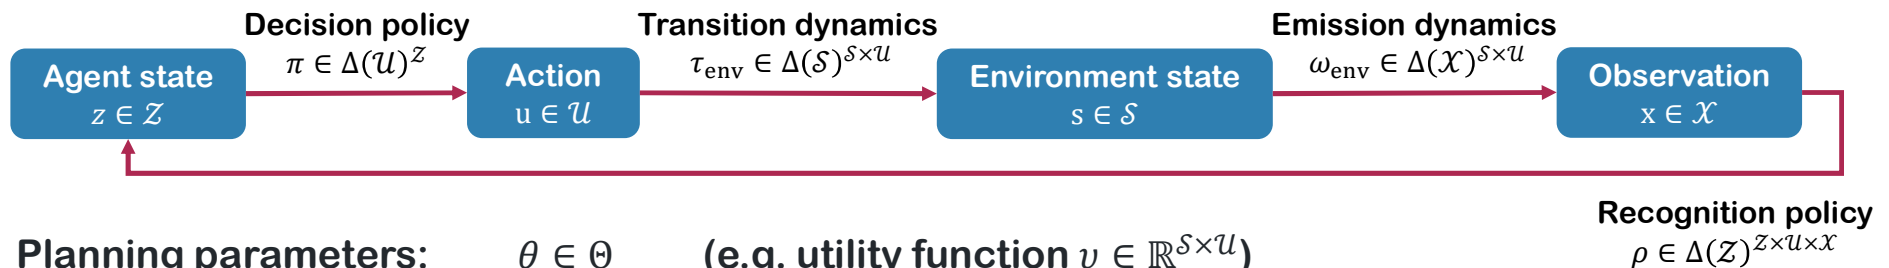 Decision policy
π ∈ Δ(𝒰)^𝒵
Transition dynamics
τ_env ∈ Δ(𝒮)^{𝒮×𝒰}
Emission dynamics
ω_env ∈ Δ(𝒳)^{𝒮×𝒰}
Agent state
z ∈ 𝒵
Action
u ∈ 𝒰
Environment state
s ∈ 𝒮
Observation
x ∈ 𝒳
Recognition policy
ρ ∈ Δ(𝒵)^{𝒵×𝒰×𝒳}
Planning parameters: θ ∈ Θ (e.g. utility function υ ∈ ℝ^{𝒮×𝒰})